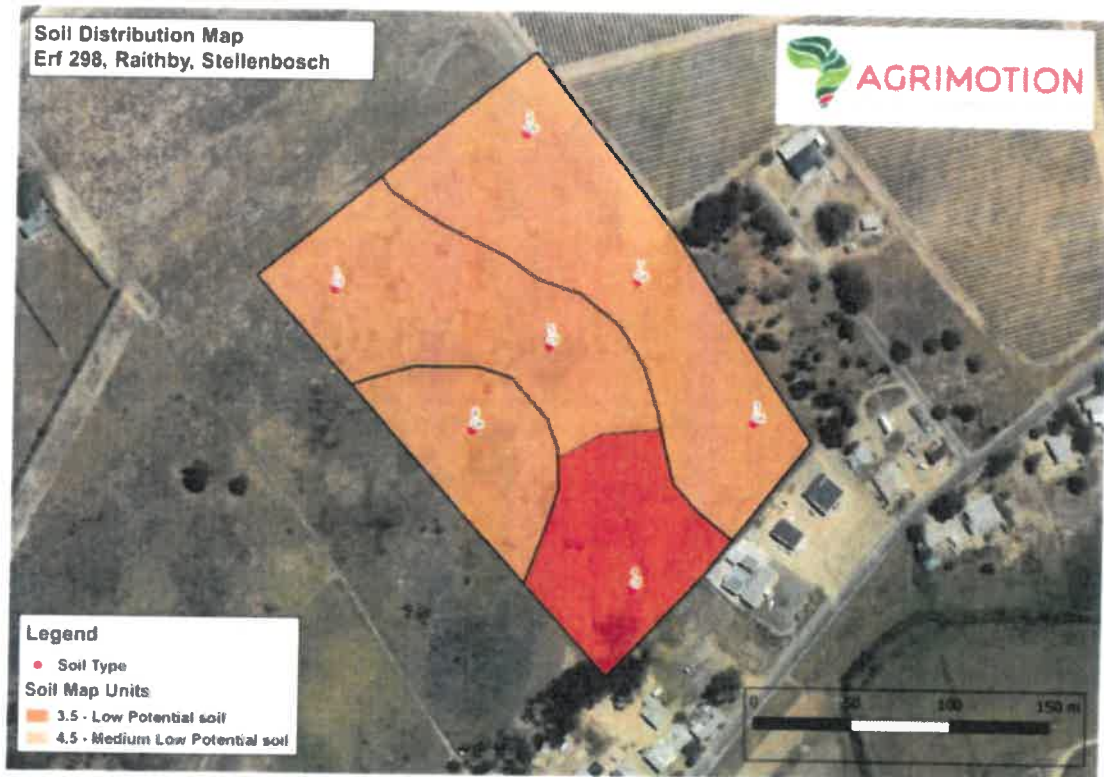 Soil Distribution Map
Erf 298, Raithby, Stellenbosch
AGRIMOTION
Legend
Soil Type
Soil Map Units
3.5 - Low Potential soil
4.5 - Medium Low Potential soil
0 50 100 150 m